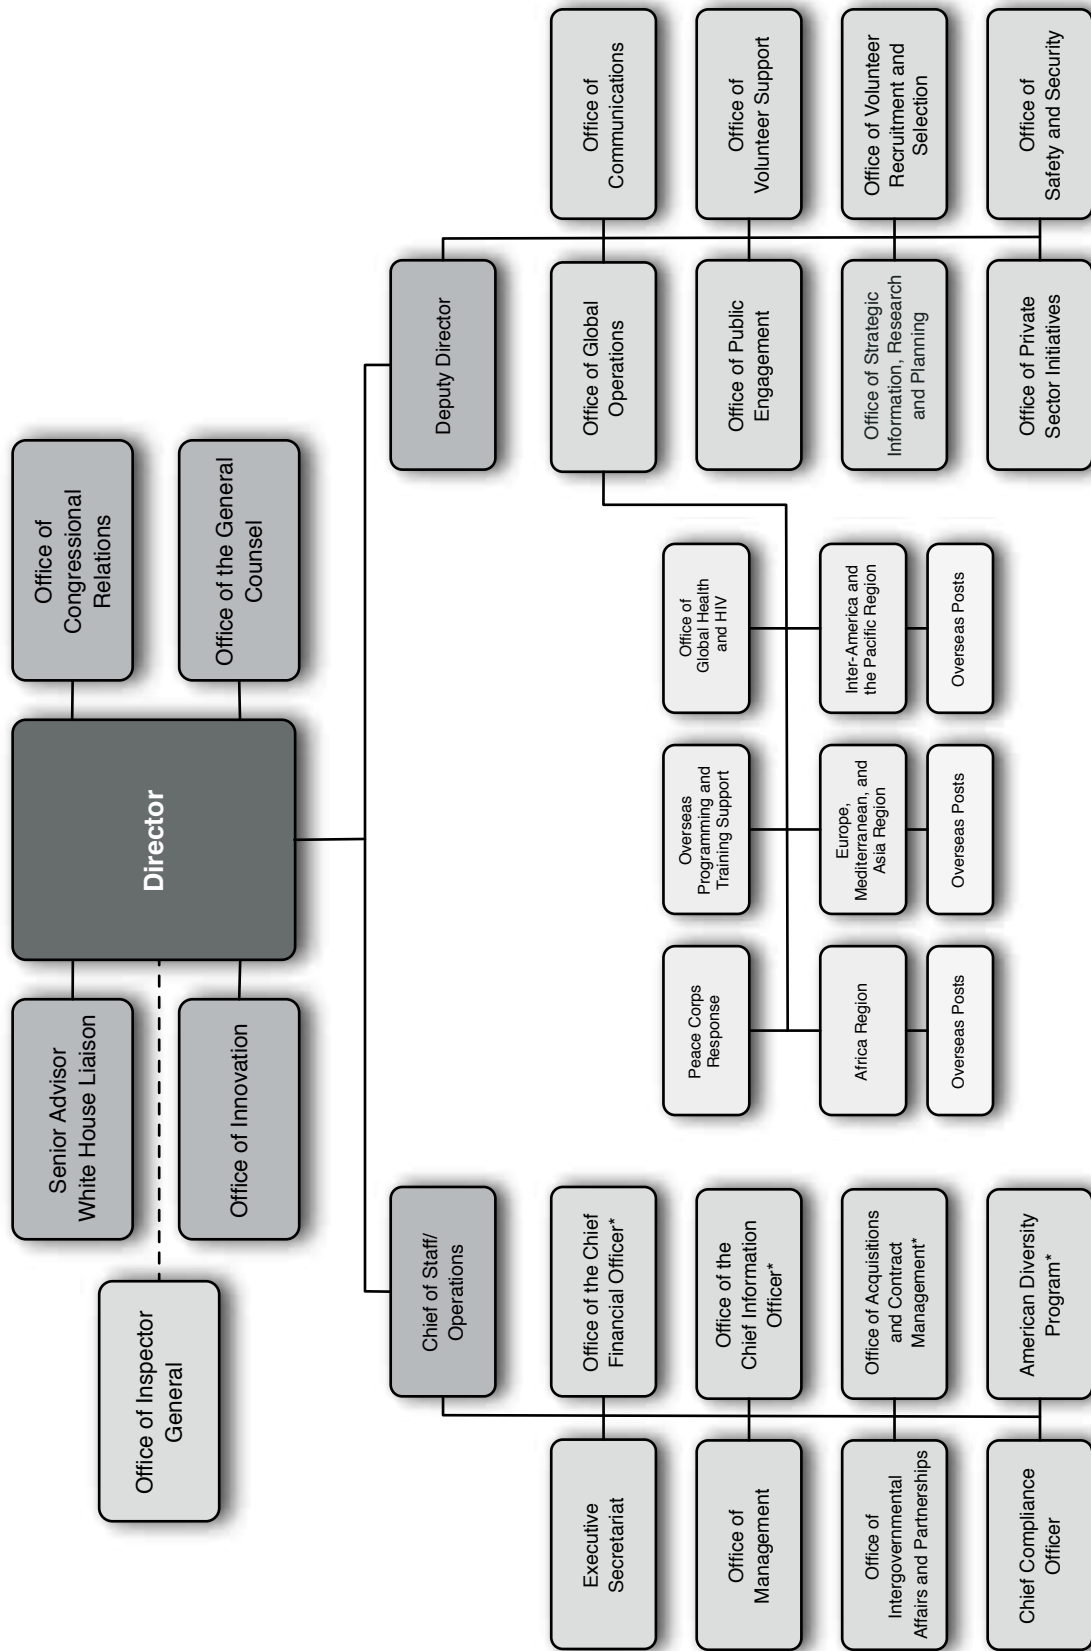 Office of Inspector
General
Senior Advisor
White House Liaison
Office of Innovation
Director
Office of
Congressional
Relations
Office of the General
Counsel
Chief of Staff/
Operations
Deputy Director
Executive
Secretariat
Office of the Chief
Financial Officer*
Office of
Management
Office of the
Chief Information
Officer*
Office of
Intergovernmental
Affairs and Partnerships
Office of Acquisitions
and Contract
Management*
Chief Compliance
Officer
American Diversity
Program*
Peace Corps
Response
Overseas
Programming and
Training Support
Office of
Global Health
and HIV
Africa Region
Europe,
Mediterranean, and
Asia Region
Inter-America and
the Pacific Region
Overseas Posts
Overseas Posts
Overseas Posts
Office of Global
Operations
Office of
Communications
Office of Public
Engagement
Office of
Volunteer Support
Office of Strategic
Information, Research
and Planning
Office of Volunteer
Recruitment and
Selection
Office of Private
Sector Initiatives
Office of
Safety and Security